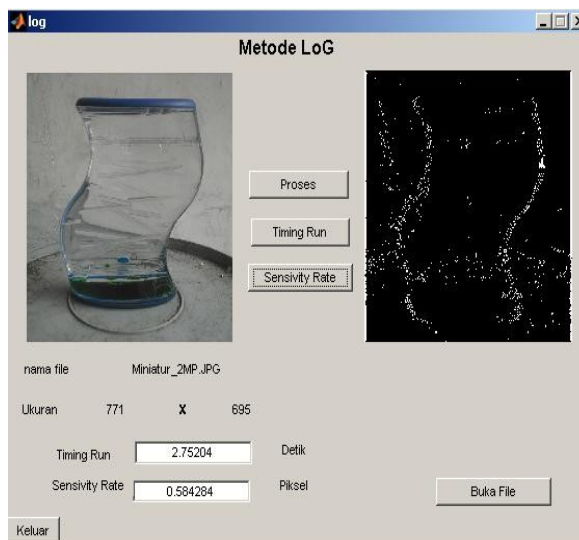 log
Metode LoG
Proses
Timing Run
Sensivity Rate
nama file Miniatur_2MP.JPG
Ukuran 771 X 695
Timing Run 2.75204 Detik
Sensivity Rate 0.584284 Piksel
Buka File
Keluar